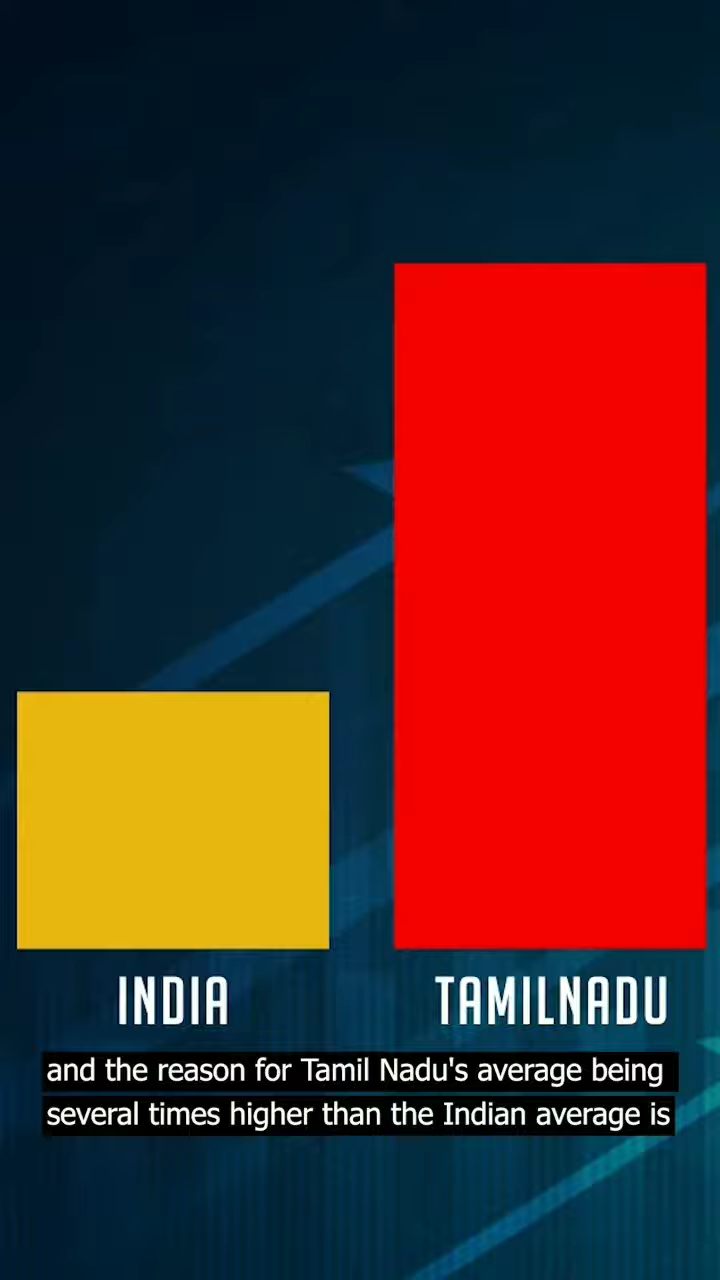 INDIA TAMILNADU
and the reason for Tamil Nadu's average being
several times higher than the Indian average is